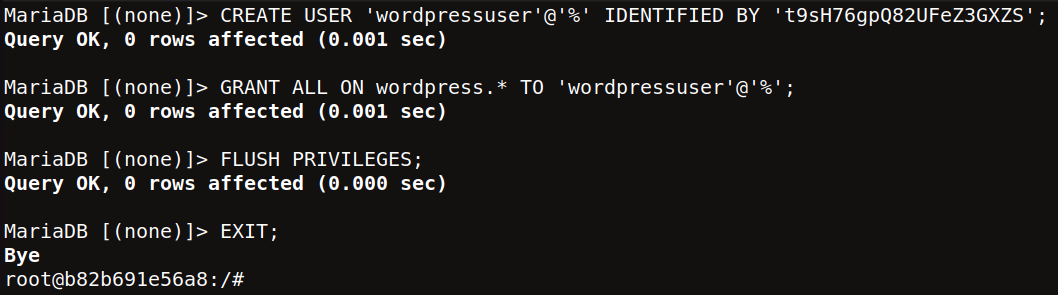 MariaDB [(none)]> CREATE USER 'wordpressuser'@'%' IDENTIFIED BY 't9sH76gpQ82UFeZ3GXZS';
Query OK, 0 rows affected (0.001 sec)
MariaDB [(none)]> GRANT ALL ON wordpress.* TO 'wordpressuser'@'%';
Query OK, 0 rows affected (0.001 sec)
MariaDB [(none)]> FLUSH PRIVILEGES;
Query OK, 0 rows affected (0.000 sec)
MariaDB [(none)]> EXIT;
Bye
root@b82b691e56a8:/#